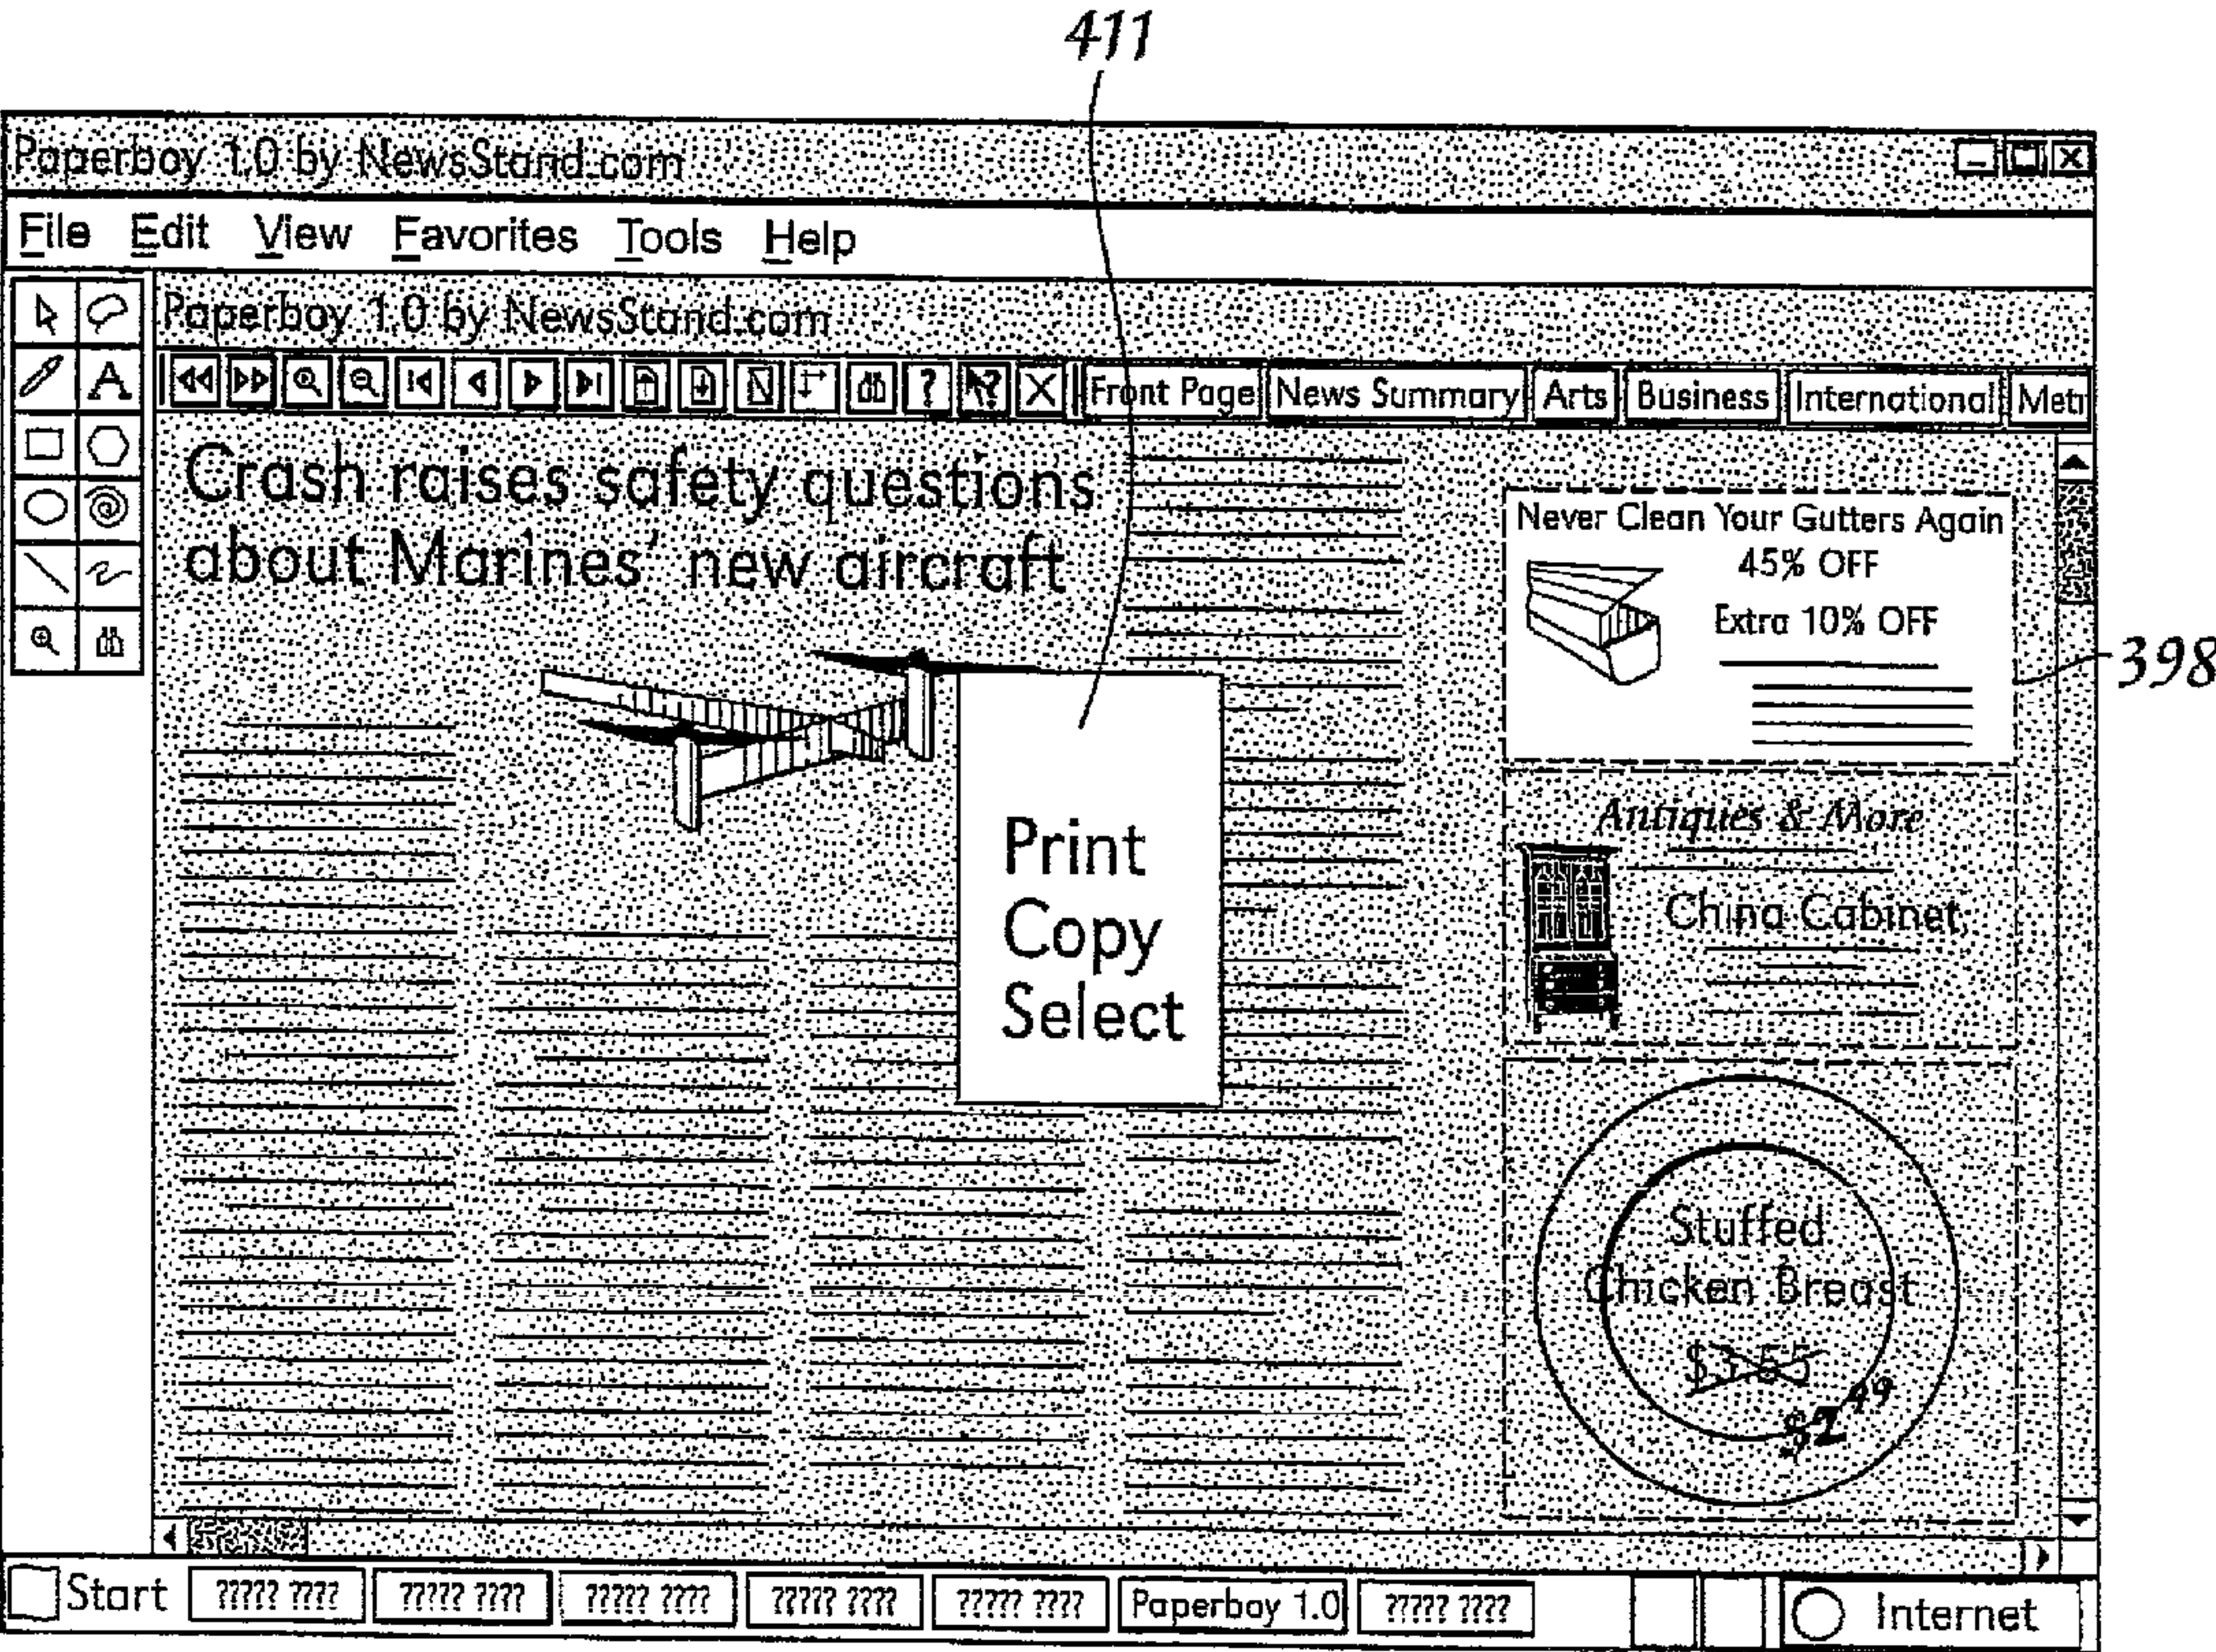 411
Paperboy 1.0 by NewsStand.com
File Edit View Favorites Tools Help
Paperboy 1.0 by NewsStand.com
Front Page News Summary Arts Business International Metr
Crash raises safety questions
about Marines' new aircraft
Never Clean Your Gutters Again
45% OFF
Extra 10% OFF
398
Print
Copy
Select
Antiques & More
China Cabinet
Stuffed
Chicken Breast
$3.65
$2.49
Start ????? ???? ????? ???? ????? ???? ????? ???? ????? ???? Paperboy 1.0 ????? ???? Internet